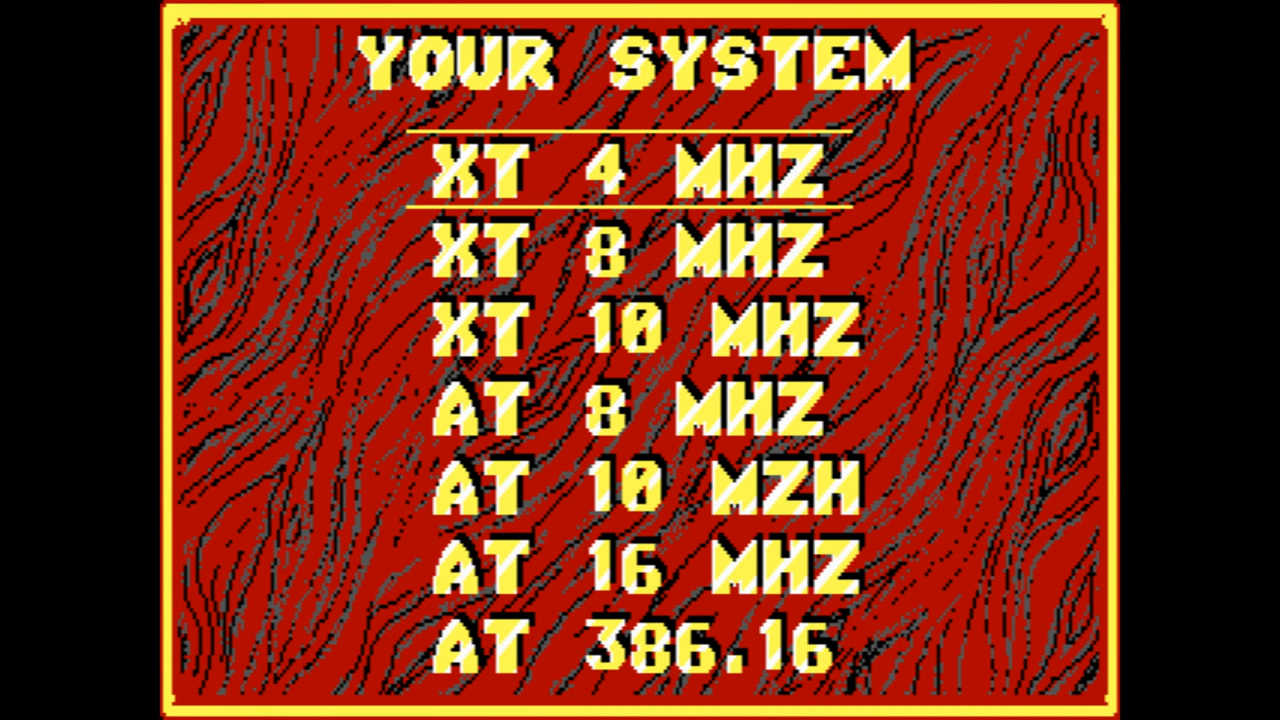 YOUR SYSTEM
XT 4 MHZ
XT 8 MHZ
XT 10 MHZ
AT 8 MHZ
AT 10 MZH
AT 16 MHZ
AT 386.16